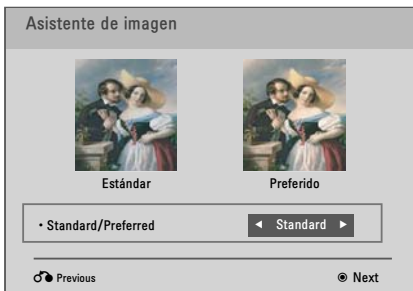 Asistente de imagen
Estándar Preferido
• Standard/Preferred ◄ Standard ►
Previous ◉ Next